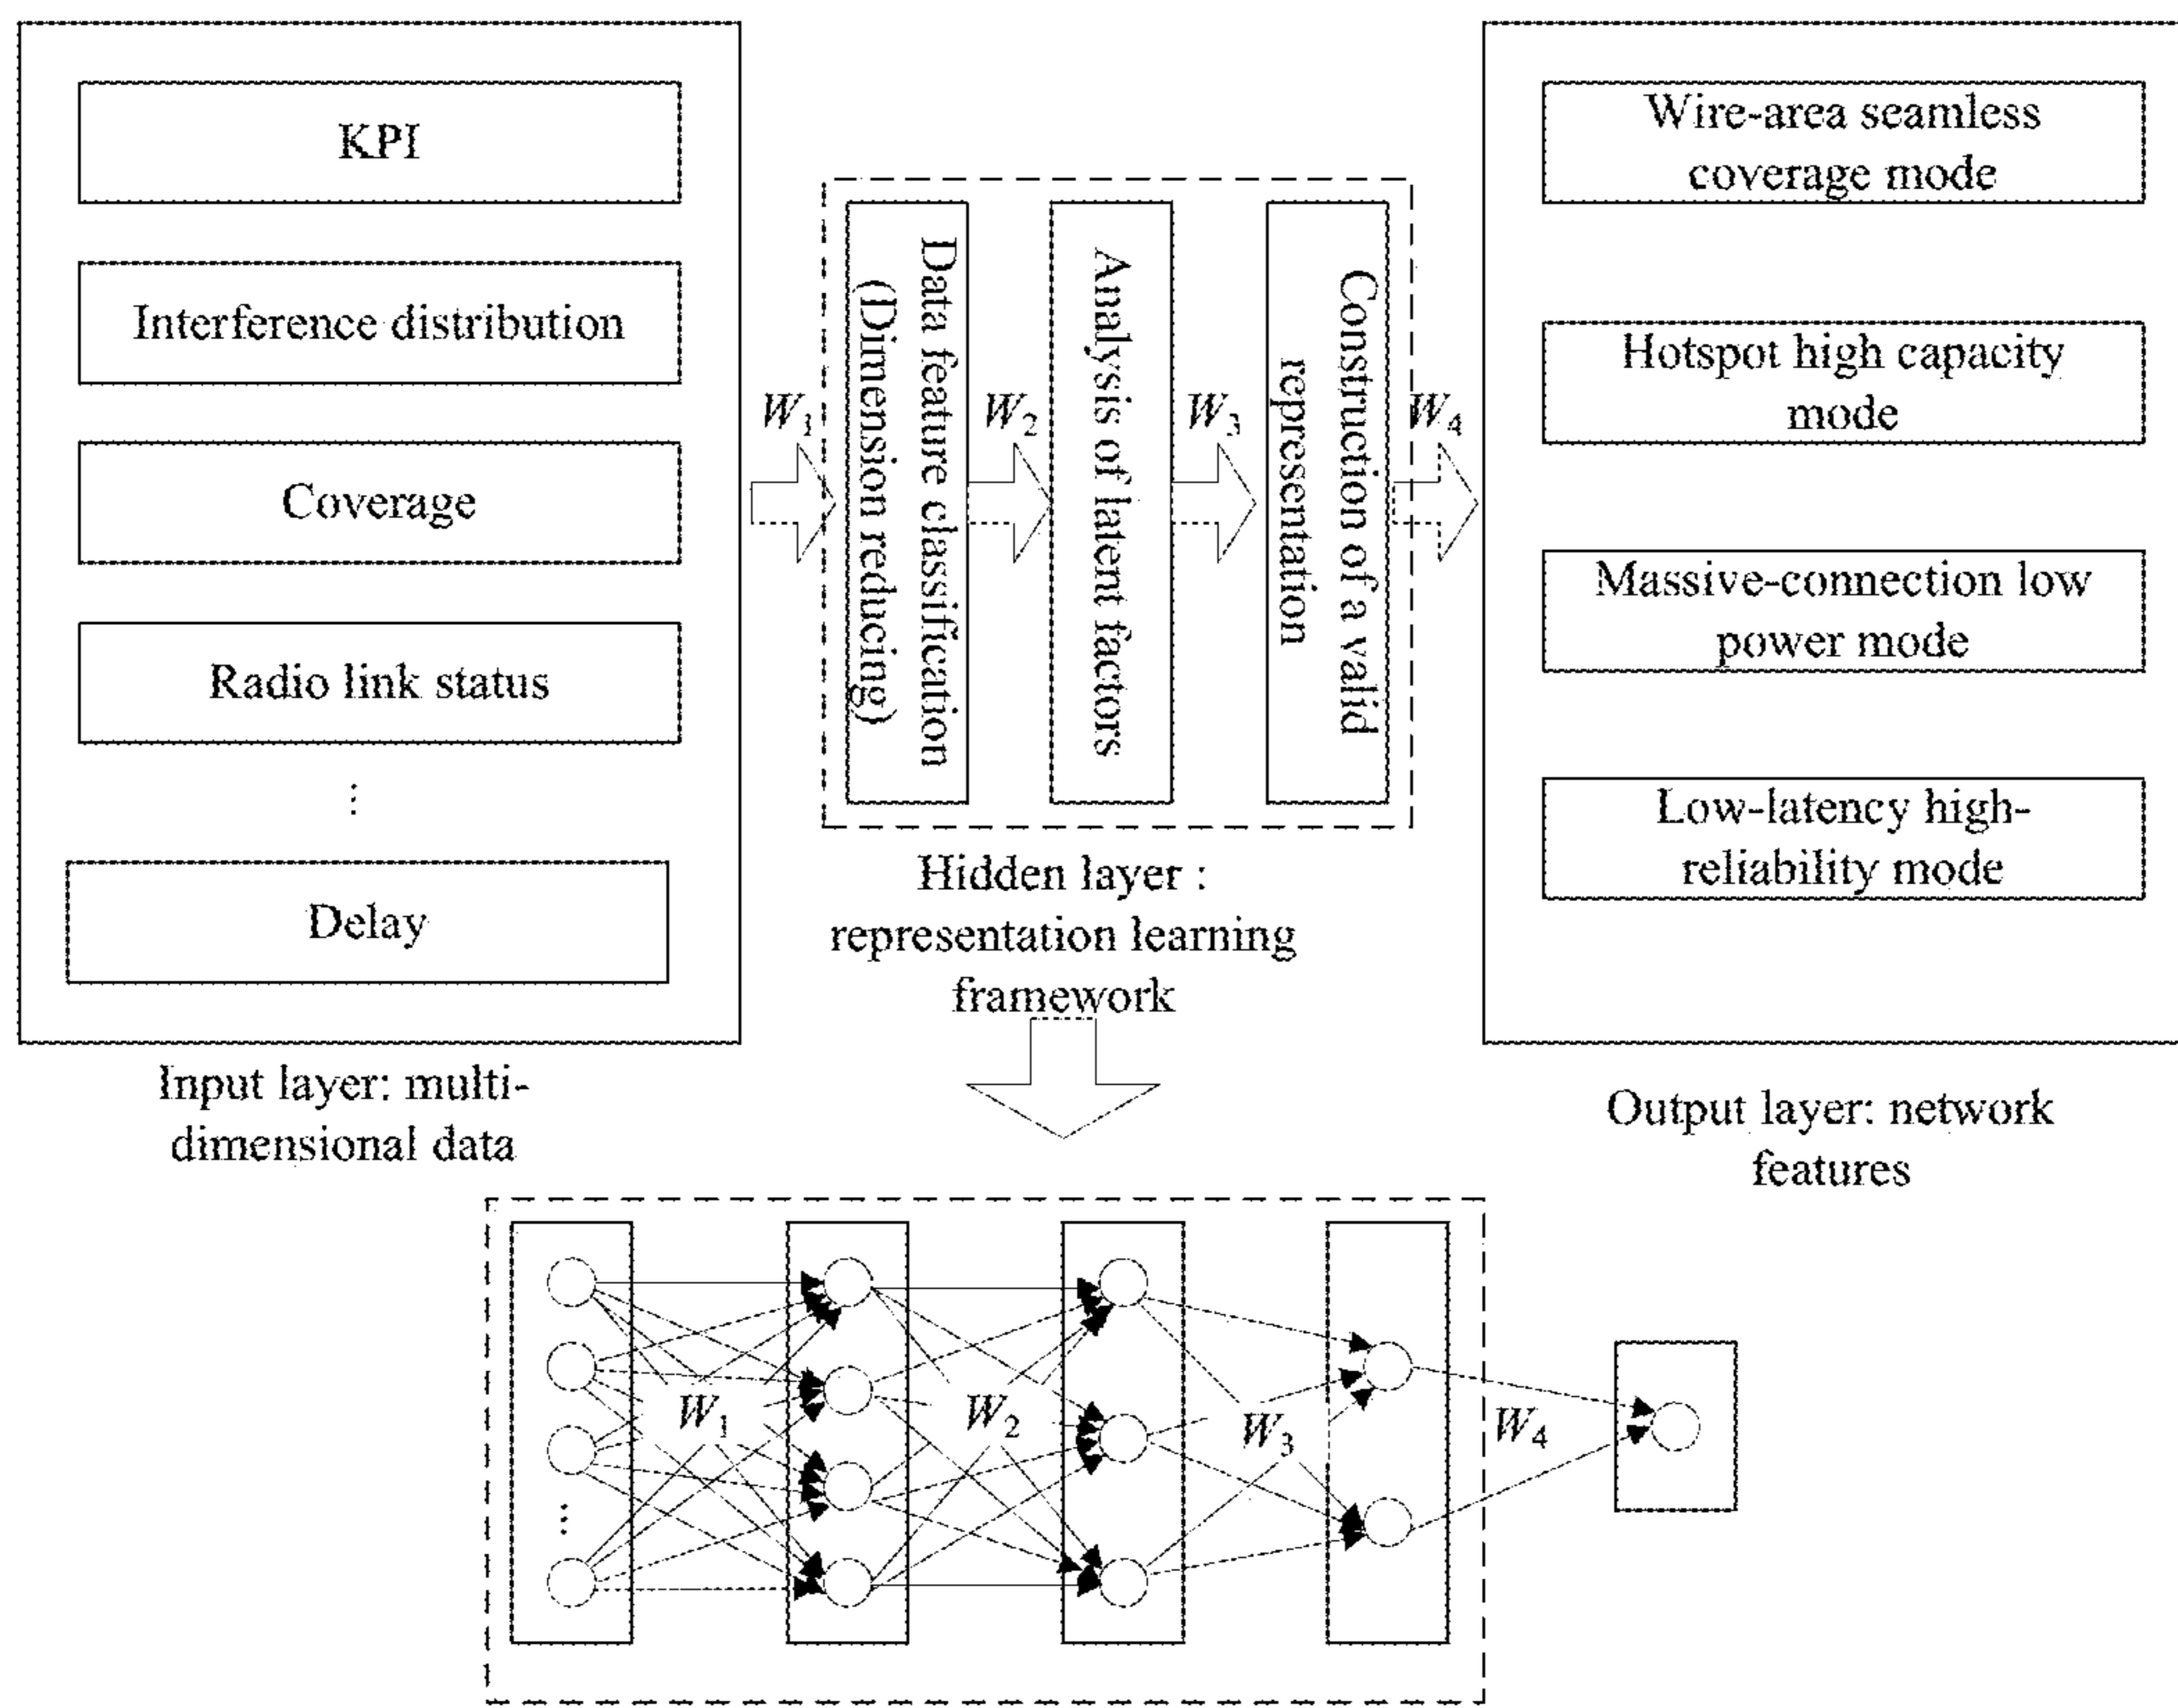 KPI
Interference distribution
Coverage
Radio link status
⋮
Delay
Input layer: multi-
dimensional data
W1
Data feature classification
(Dimension reducing)
W2
Analysis of latent factors
W3
Construction of a valid
representation
W4
Hidden layer :
representation learning
framework
Wire-area seamless
coverage mode
Hotspot high capacity
mode
Massive-connection low
power mode
Low-latency high-
reliability mode
Output layer: network
features
⋮
W1
W2
W3
W4